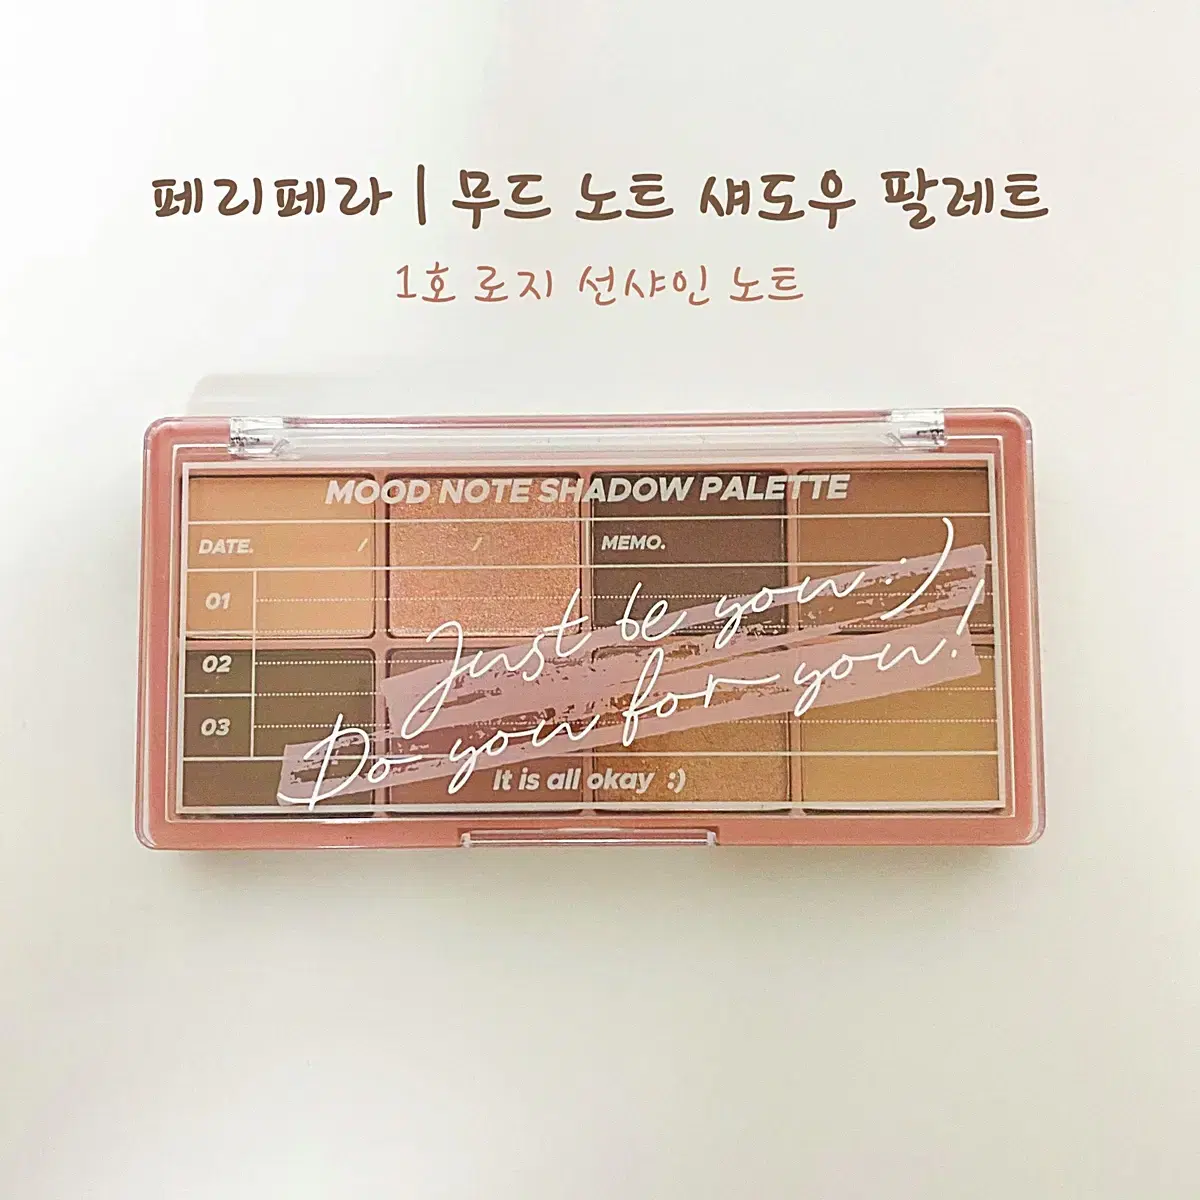 페리페라 | 무드 노트 섀도우 팔레트
1호 로지 선샤인 노트
MOOD NOTE SHADOW PALETTE
DATE. / / MEMO.
01
Just be you :)
02
Do you for you!
03
It is all okay :)